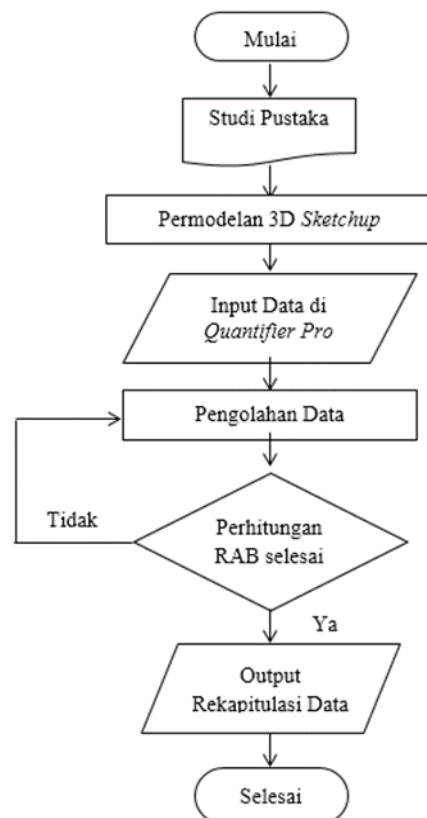 Mulai
Studi Pustaka
Permodelan 3D Sketchup
Input Data di
Quantifier Pro
Pengolahan Data
Tidak
Perhitungan
RAB selesai
Ya
Output
Rekapitulasi Data
Selesai